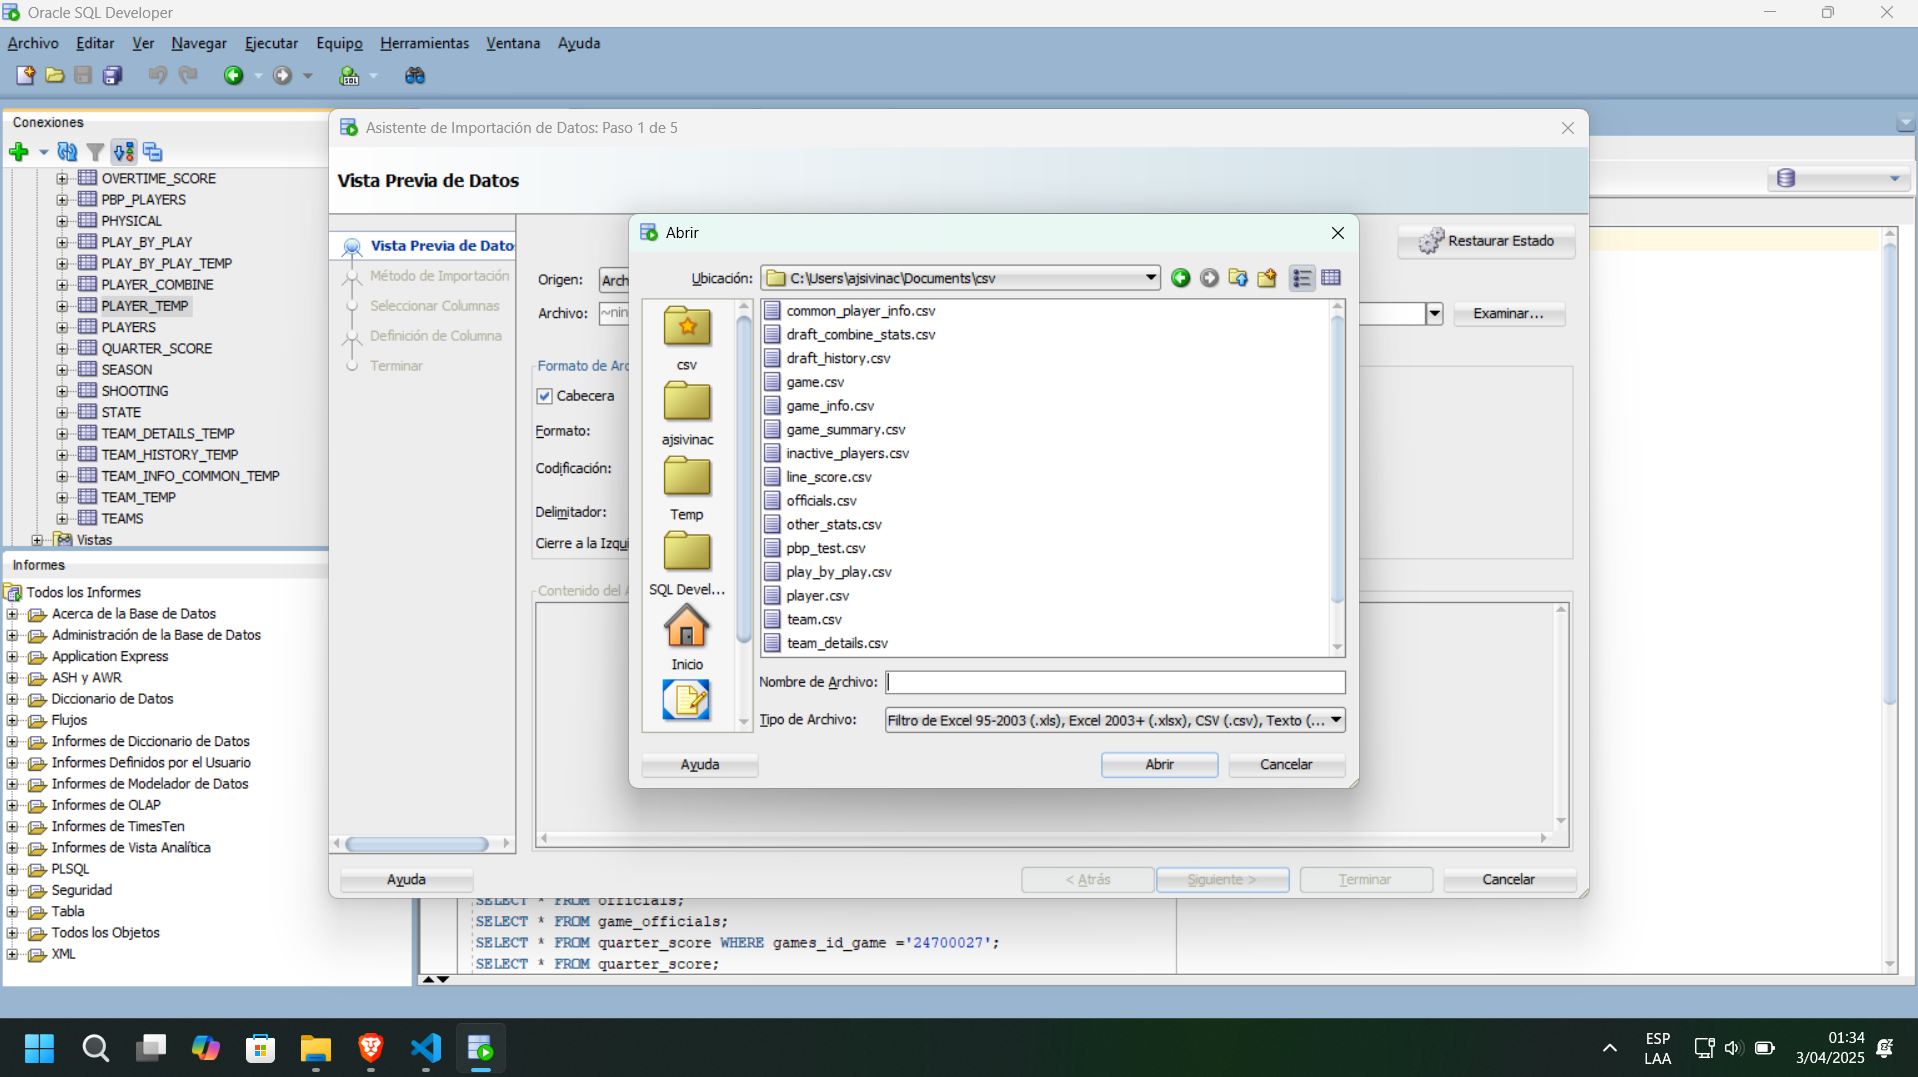 Oracle SQL Developer
Archivo Editar Ver Navegar Ejecutar Equipo Herramientas Ventana Ayuda
Conexiones
OVERTIME_SCORE
PBP_PLAYERS
PHYSICAL
PLAY_BY_PLAY
PLAY_BY_PLAY_TEMP
PLAYER_COMBINE
PLAYER_TEMP
PLAYERS
QUARTER_SCORE
SEASON
SHOOTING
STATE
TEAM_DETAILS_TEMP
TEAM_HISTORY_TEMP
TEAM_INFO_COMMON_TEMP
TEAM_TEMP
TEAMS
Vistas
Informes
Todos los Informes
Acerca de la Base de Datos
Administración de la Base de Datos
Application Express
ASH y AWR
Diccionario de Datos
Flujos
Informes de Diccionario de Datos
Informes Definidos por el Usuario
Informes de Modelador de Datos
Informes de OLAP
Informes de TimesTen
Informes de Vista Analítica
PLSQL
Seguridad
Tabla
Todos los Objetos
XML
Asistente de Importación de Datos: Paso 1 de 5
Vista Previa de Datos
Vista Previa de Dato
Método de Importación
Seleccionar Columnas
Definición de Columna
Terminar
Origen: Arch
Restaurar Estado
Archivo: ~nin
Examinar...
Formato de Arc
Cabecera
Formato:
Codificación:
Delimitador:
Cierre a la Izqui
Contenido del A
Abrir
Ubicación: C:\Users\ajsivinac\Documents\csv
csv
ajsivinac
Temp
SQL Devel...
Inicio
common_player_info.csv
draft_combine_stats.csv
draft_history.csv
game.csv
game_info.csv
game_summary.csv
inactive_players.csv
line_score.csv
officials.csv
other_stats.csv
pbp_test.csv
play_by_play.csv
player.csv
team.csv
team_details.csv
Nombre de Archivo:
Tipo de Archivo: Filtro de Excel 95-2003 (.xls), Excel 2003+ (.xlsx), CSV (.csv), Texto (...
Ayuda Abrir Cancelar
Ayuda < Atrás Siguiente > Terminar Cancelar
SELECT * FROM officials;
SELECT * FROM game_officials;
SELECT * FROM quarter_score WHERE games_id_game ='24700027';
SELECT * FROM quarter_score;
SQL
ESP
LAA
01:34
3/04/2025